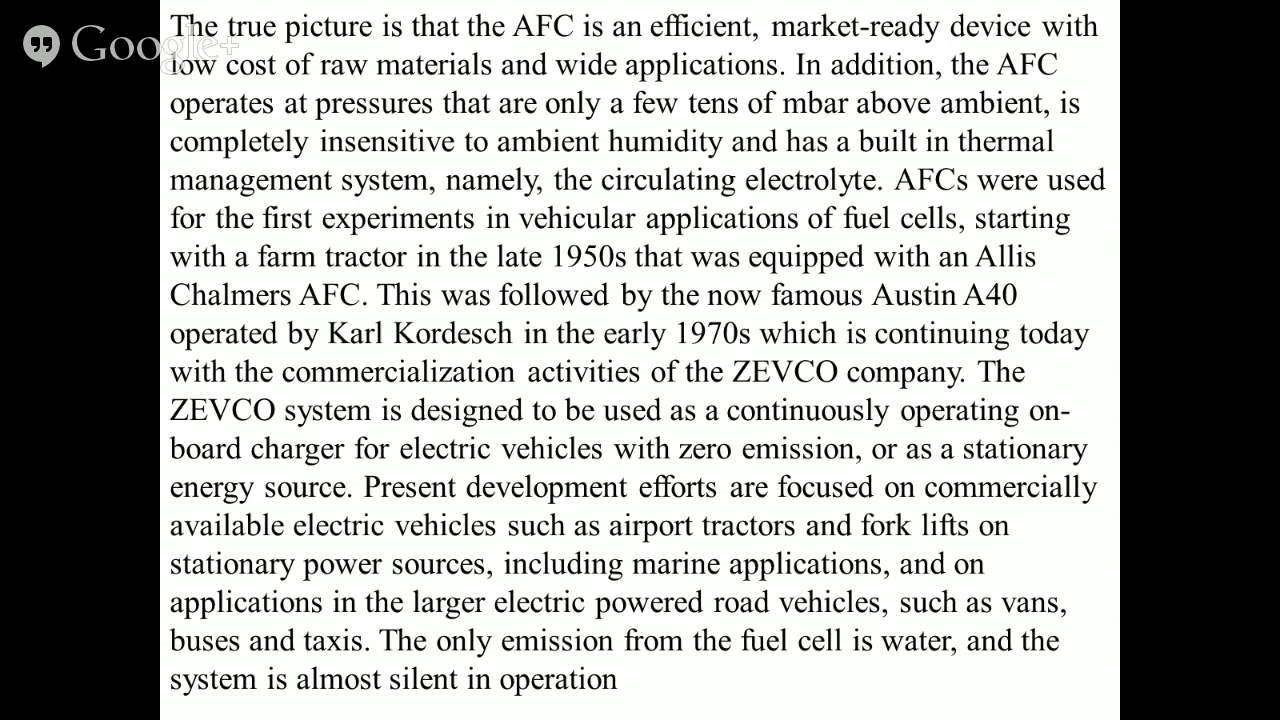 Google+
The true picture is that the AFC is an efficient, market-ready device with
low cost of raw materials and wide applications. In addition, the AFC
operates at pressures that are only a few tens of mbar above ambient, is
completely insensitive to ambient humidity and has a built in thermal
management system, namely, the circulating electrolyte. AFCs were used
for the first experiments in vehicular applications of fuel cells, starting
with a farm tractor in the late 1950s that was equipped with an Allis
Chalmers AFC. This was followed by the now famous Austin A40
operated by Karl Kordesch in the early 1970s which is continuing today
with the commercialization activities of the ZEVCO company. The
ZEVCO system is designed to be used as a continuously operating on-
board charger for electric vehicles with zero emission, or as a stationary
energy source. Present development efforts are focused on commercially
available electric vehicles such as airport tractors and fork lifts on
stationary power sources, including marine applications, and on
applications in the larger electric powered road vehicles, such as vans,
buses and taxis. The only emission from the fuel cell is water, and the
system is almost silent in operation